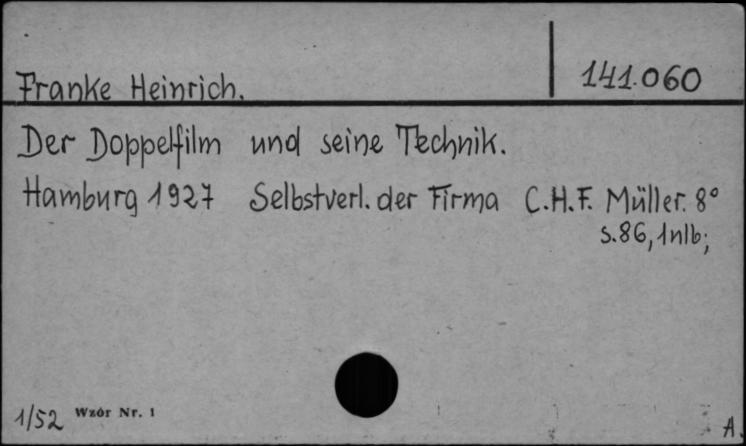 Franke Heinrich.
141.060
Der Doppelfilm und seine Technik.
Hamburg 1927 Selbstverl. der Firma C.H.F. Müller. 8°
s.86, 1nlb;
1/52 Wzór Nr. 1
A.